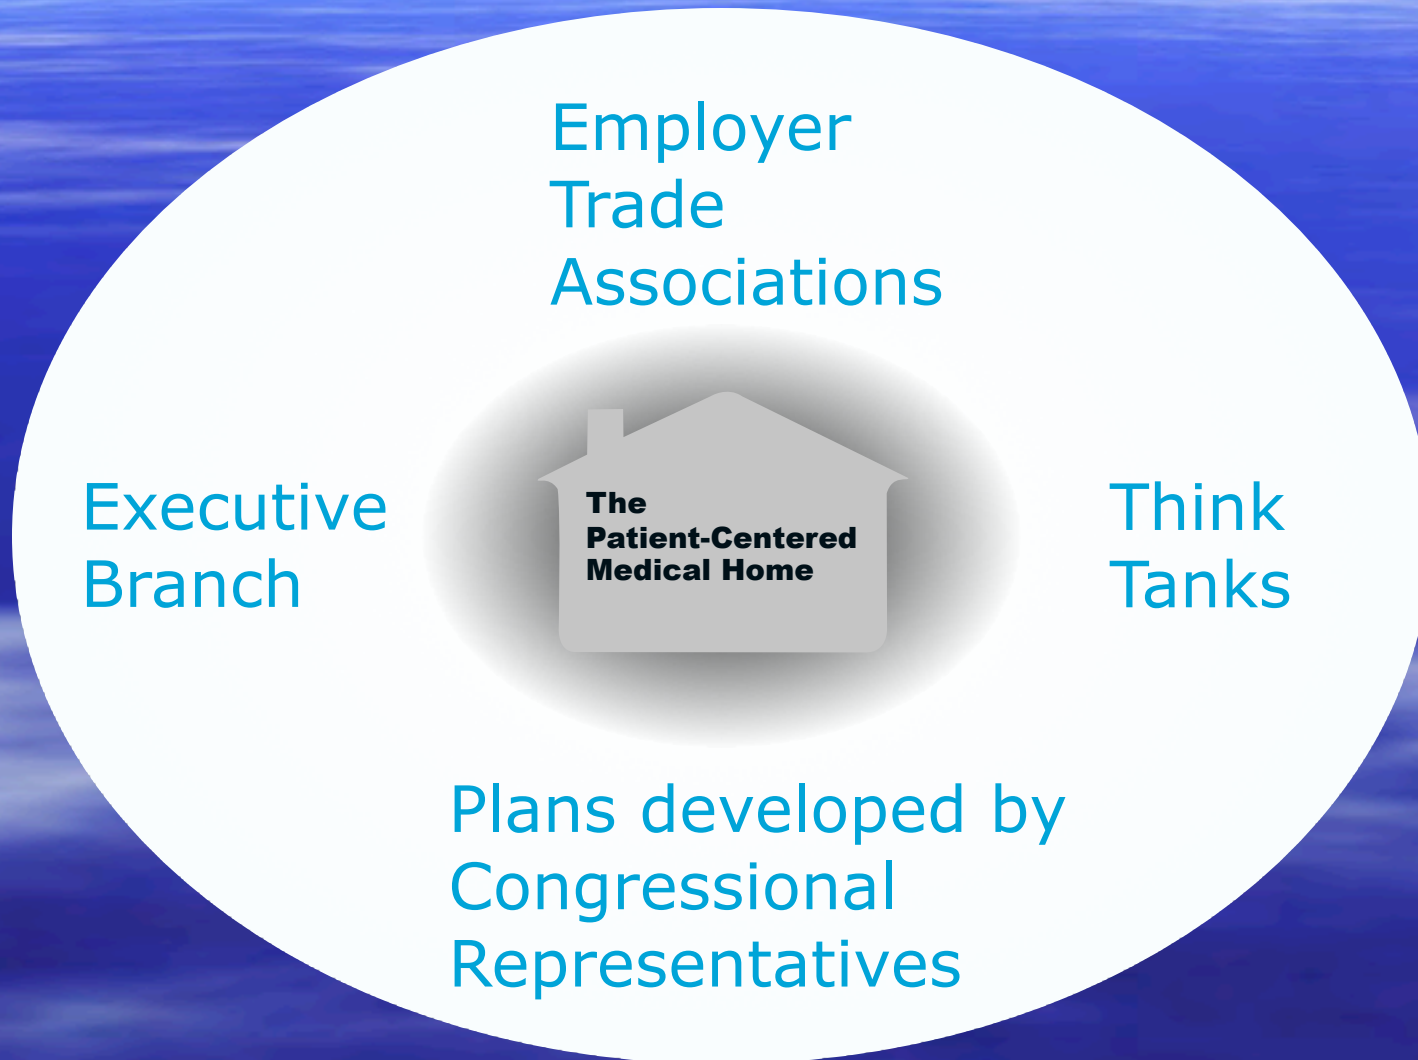 Employer
Trade
Associations
Executive
Branch
The
Patient-Centered
Medical Home
Think
Tanks
Plans developed by
Congressional
Representatives